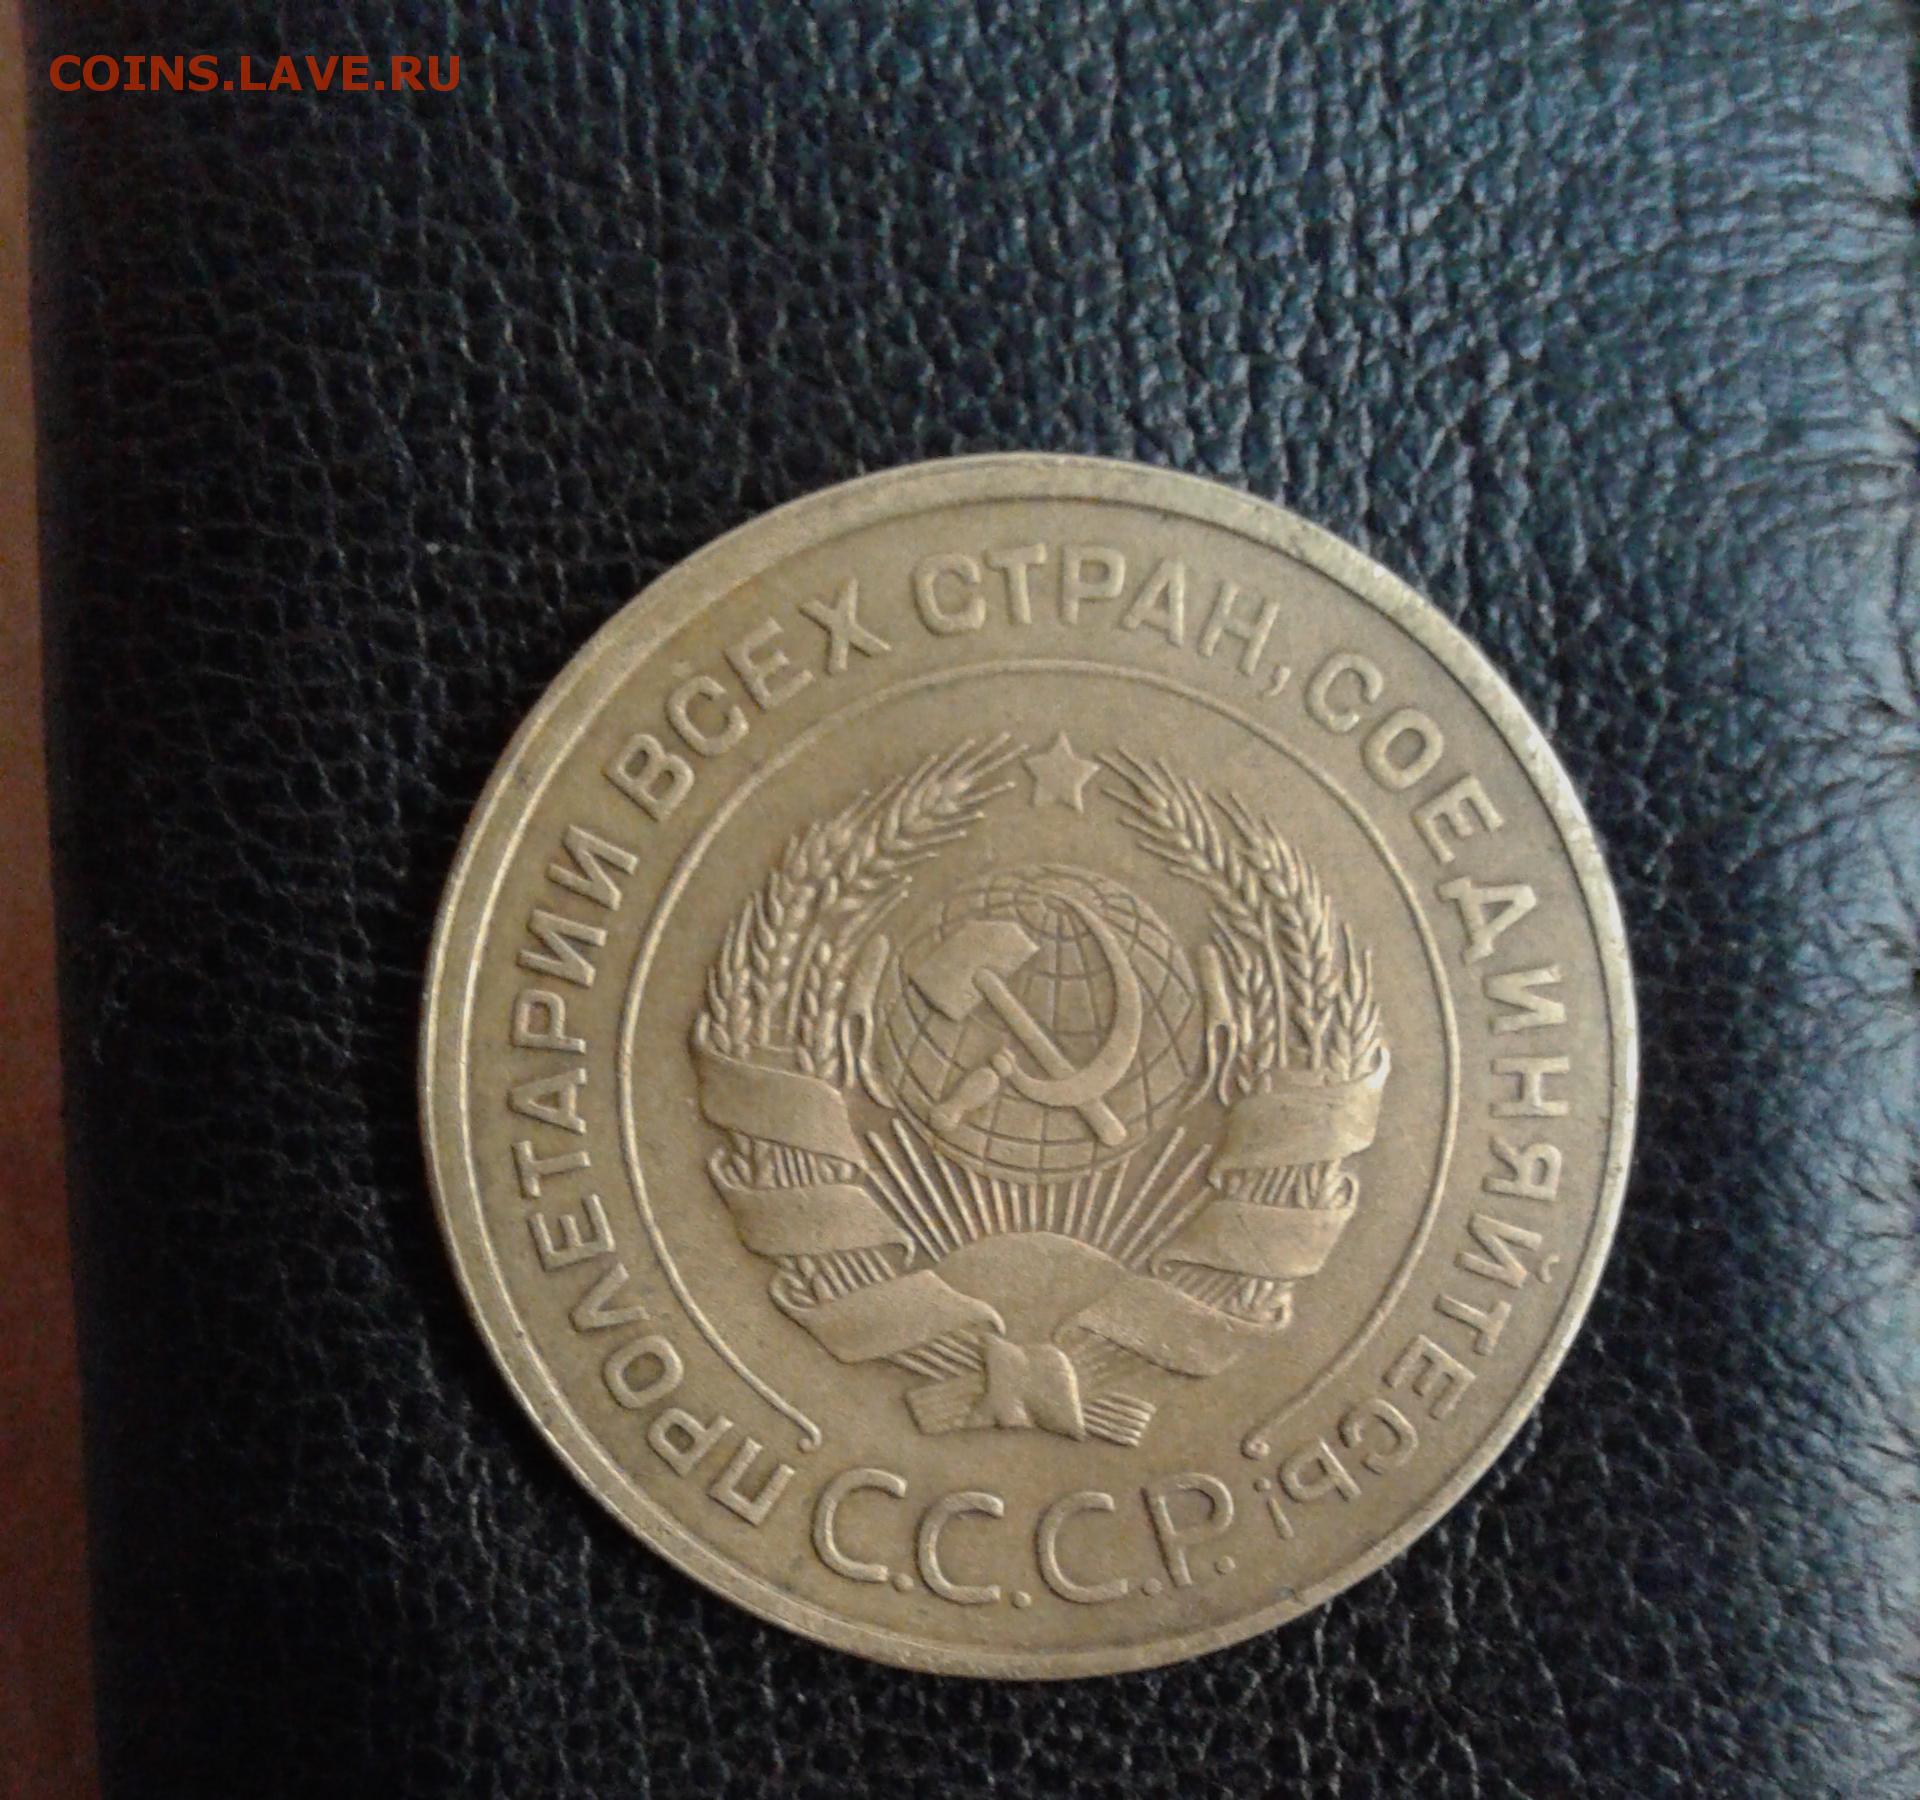 COINS.LAVE.RU
ПРОЛЕТАРИИ ВСЕХ СТРАН, СОЕДИНЯЙТЕСЬ!
С.С.С.Р.